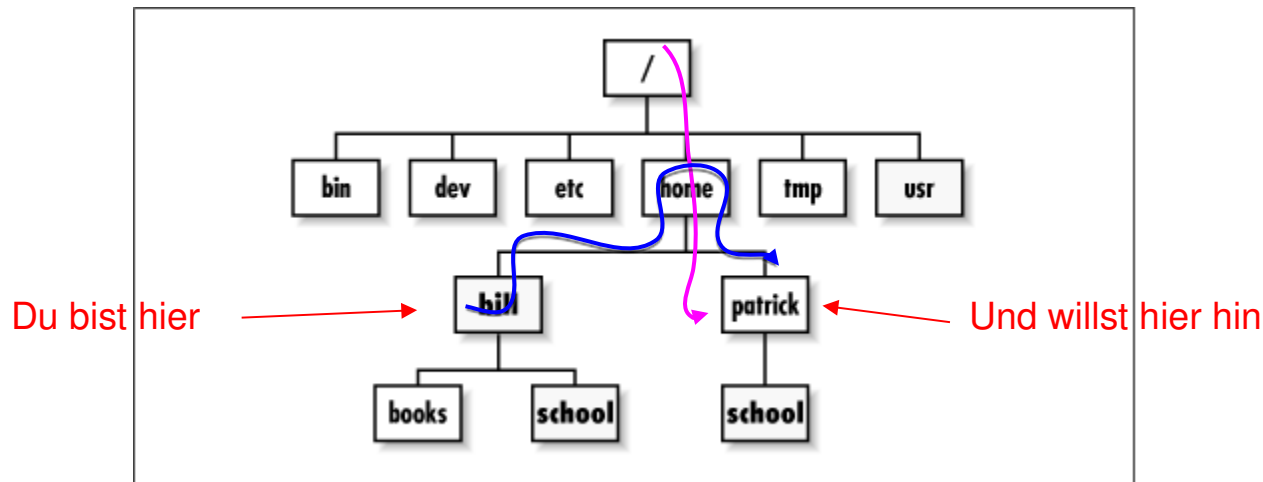 /
bin dev etc home tmp usr
Du bist hier bill patrick Und willst hier hin
books school school